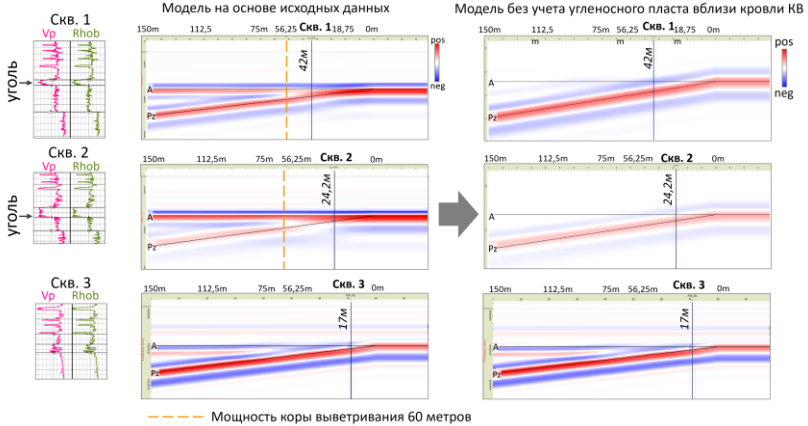 Модель на основе исходных данных
Модель без учета угленосного пласта вблизи кровли КВ
Скв. 1
Vp Rhob
уголь
150м 112,5m 75m 56,25 Скв. 1 18,75 0m
m m
42м
A
Pz
pos
neg
150m 112,5 75m 56,25 Скв. 1 18,75 0m
m m m
42м
A
Pz
pos
neg
Скв. 2
Vp Rhob
уголь
150m 112,5m 75m 56,25m Скв. 2 0m
24,2м
A
Pz
150m 112,5m 75m 56,25m Скв. 2 0m
24,2м
A
Pz
Скв. 3
Vp Rhob
150m 112,5m 75m 56,25m Скв. 3 0m
17м
A
Pz
150m 112,5m 75m 56,25m Скв. 3 0m
17м
A
Pz
Мощность коры выветривания 60 метров